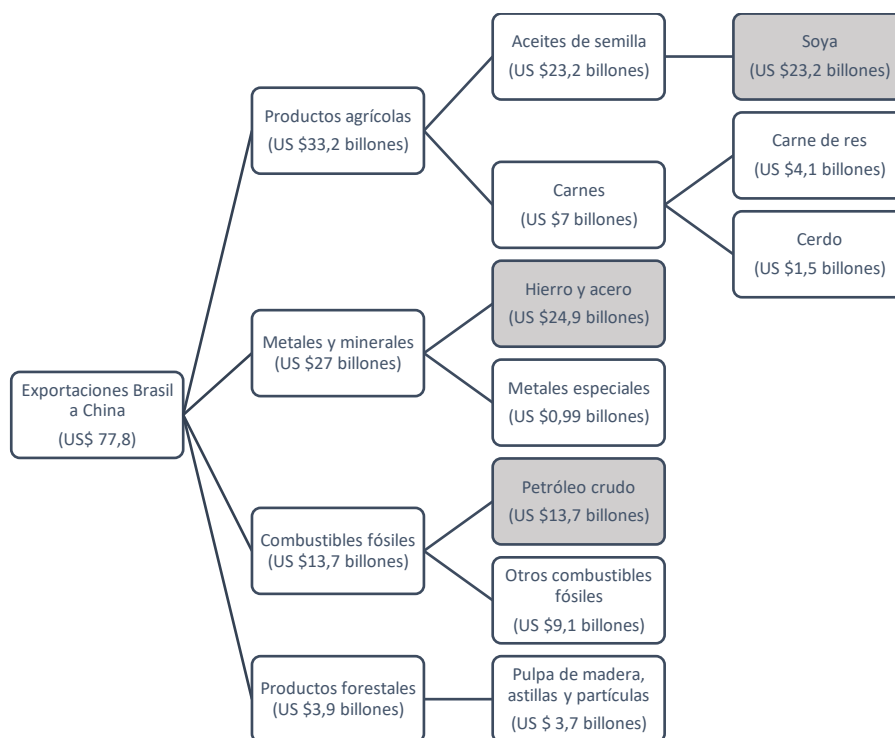 Exportaciones Brasil
a China
(US$ 77,8)
Productos agrícolas
(US $33,2 billones)
Aceites de semilla
(US $23,2 billones)
Soya
(US $23,2 billones)
Carnes
(US $7 billones)
Carne de res
(US $4,1 billones)
Cerdo
(US $1,5 billones)
Metales y minerales
(US $27 billones)
Hierro y acero
(US $24,9 billones)
Metales especiales
(US $0,99 billones)
Combustibles fósiles
(US $13,7 billones)
Petróleo crudo
(US $13,7 billones)
Otros combustibles
fósiles
(US $9,1 billones)
Productos forestales
(US $3,9 billones)
Pulpa de madera,
astillas y partículas
(US $ 3,7 billones)